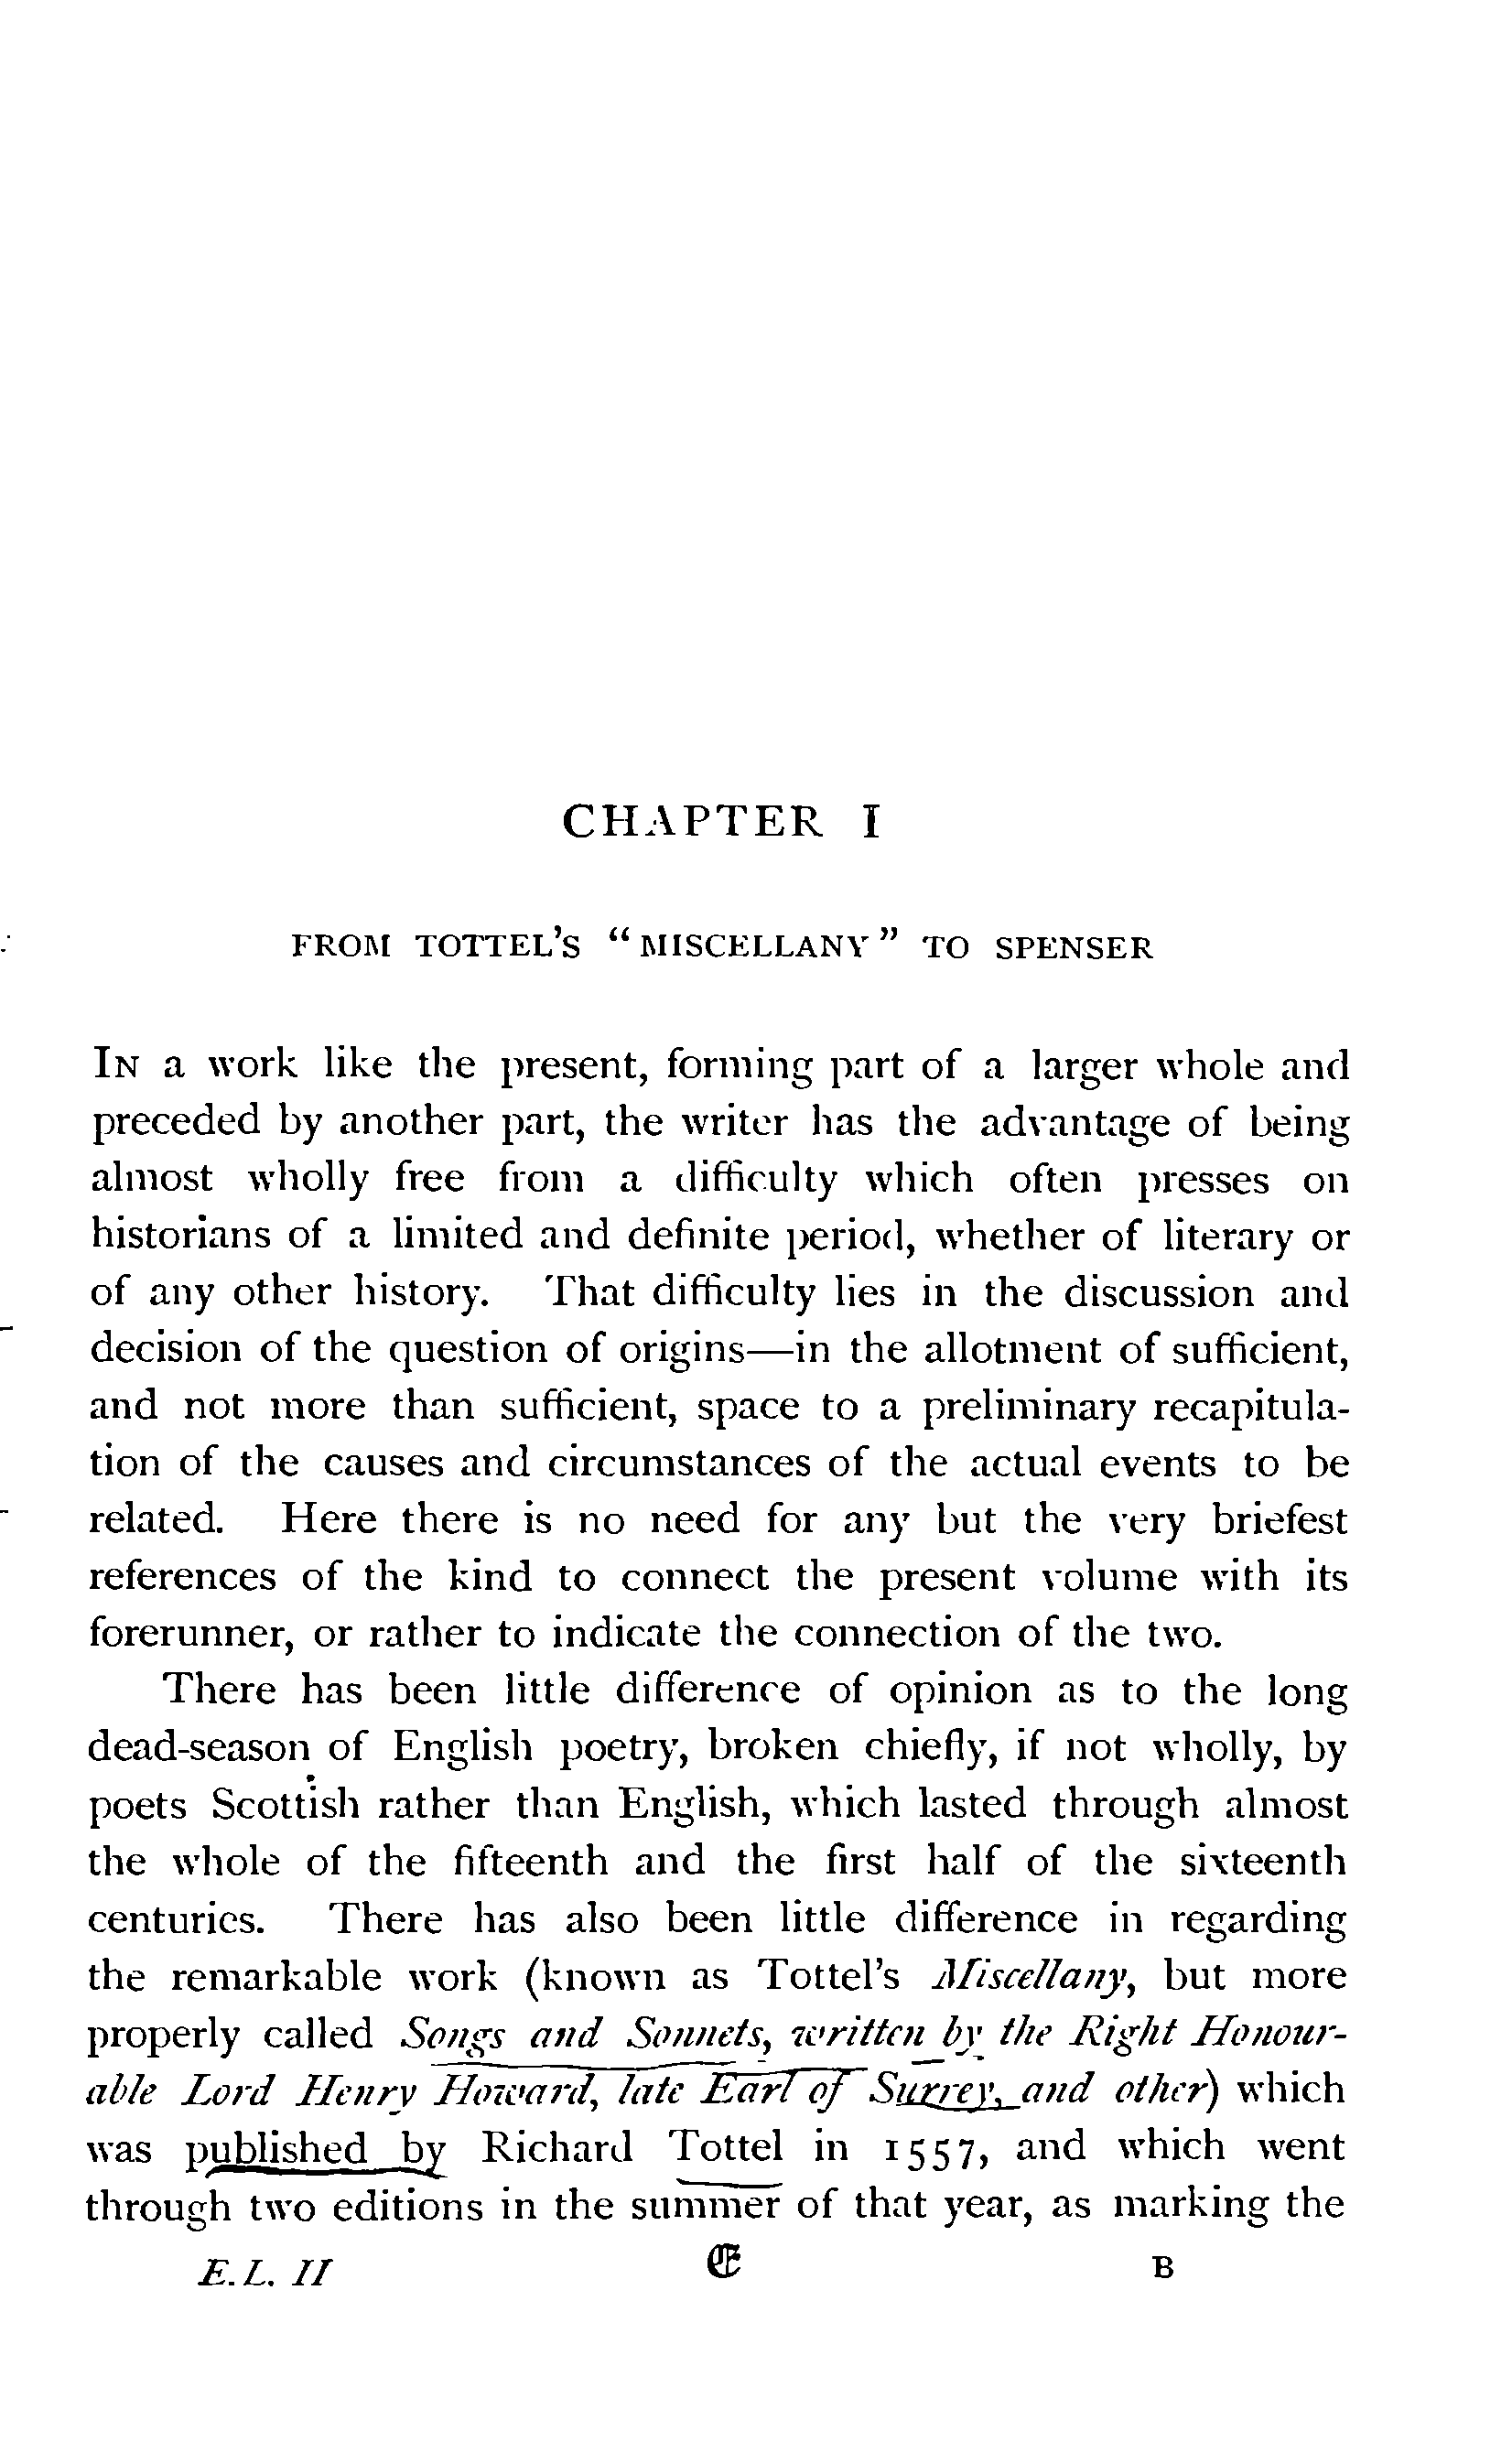 CHAPTER I
FROM TOTTEL'S “MISCELLANY” TO SPENSER
IN a work like the present, forming part of a larger whole and
preceded by another part, the writer has the advantage of being
almost wholly free from a difficulty which often presses on
historians of a limited and definite period, whether of literary or
of any other history. That difficulty lies in the discussion and
decision of the question of origins—in the allotment of sufficient,
and not more than sufficient, space to a preliminary recapitula-
tion of the causes and circumstances of the actual events to be
related. Here there is no need for any but the very briefest
references of the kind to connect the present volume with its
forerunner, or rather to indicate the connection of the two.
There has been little difference of opinion as to the long
dead-season of English poetry, broken chiefly, if not wholly, by
poets Scottish rather than English, which lasted through almost
the whole of the fifteenth and the first half of the sixteenth
centuries. There has also been little difference in regarding
the remarkable work (known as Tottel's Miscellany, but more
properly called Songs and Sonnets, written by the Right Honour-
able Lord Henry Howard, late Earl of Surrey, and other) which
was published by Richard Tottel in 1557, and which went
through two editions in the summer of that year, as marking the
E.L. II 𝕰 B